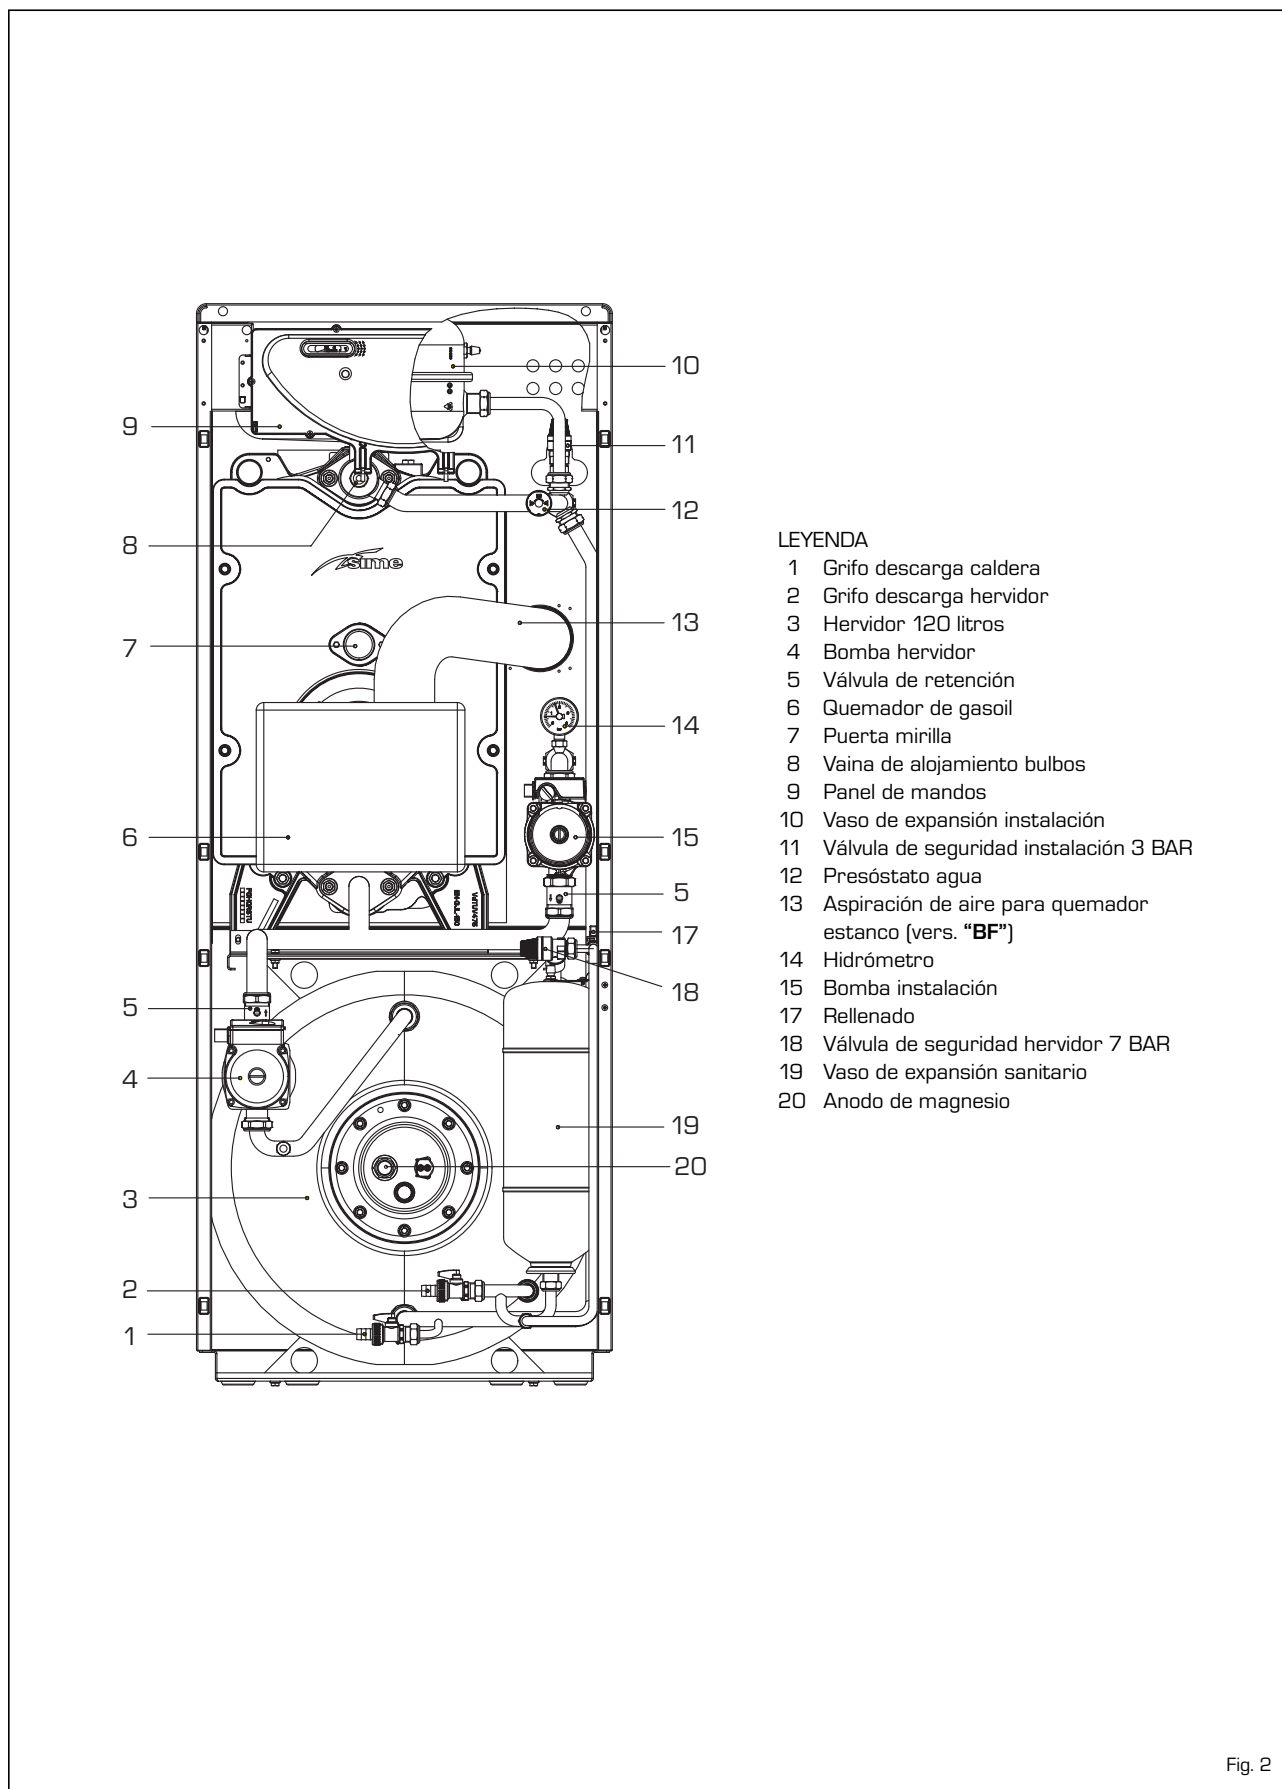 10
9
11
12
8
sime
7
13
14
6
15
5
17
18
5
4
19
20
3
2
1
LEYENDA
1 Grifo descarga caldera
2 Grifo descarga hervidor
3 Hervidor 120 litros
4 Bomba hervidor
5 Válvula de retención
6 Quemador de gasoil
7 Puerta mirilla
8 Vaina de alojamiento bulbos
9 Panel de mandos
10 Vaso de expansión instalación
11 Válvula de seguridad instalación 3 BAR
12 Presóstato agua
13 Aspiración de aire para quemador
estanco (vers. “BF”)
14 Hidrómetro
15 Bomba instalación
17 Rellenado
18 Válvula de seguridad hervidor 7 BAR
19 Vaso de expansión sanitario
20 Anodo de magnesio
Fig. 2